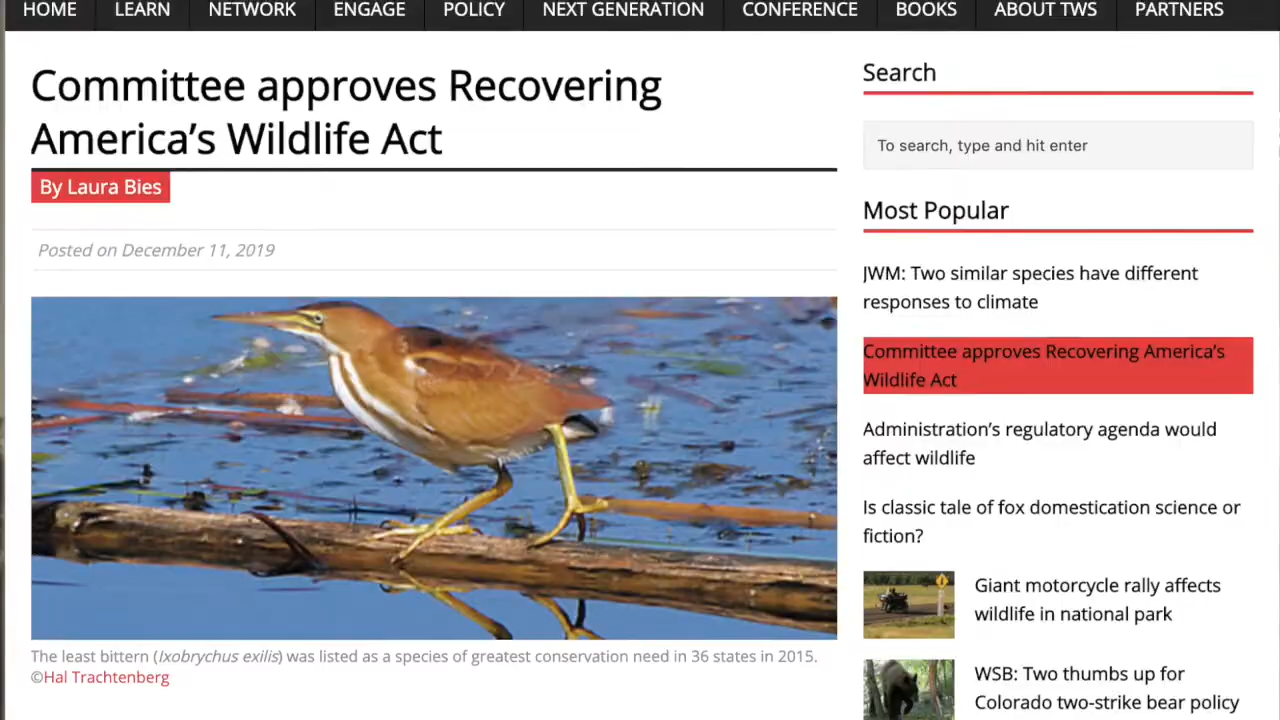 HOME LEARN NETWORK ENGAGE POLICY NEXT GENERATION CONFERENCE BOOKS ABOUT TWS PARTNERS
Committee approves Recovering
America’s Wildlife Act
By Laura Bies
Posted on December 11, 2019
The least bittern (Ixobrychus exilis) was listed as a species of greatest conservation need in 36 states in 2015.
©Hal Trachtenberg
Search
To search, type and hit enter
Most Popular
JWM: Two similar species have different
responses to climate
Committee approves Recovering America’s
Wildlife Act
Administration’s regulatory agenda would
affect wildlife
Is classic tale of fox domestication science or
fiction?
Giant motorcycle rally affects
wildlife in national park
WSB: Two thumbs up for
Colorado two-strike bear policy